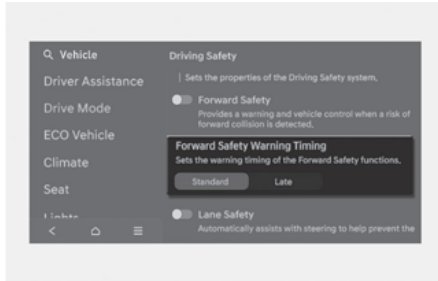 Vehicle
Driver Assistance
Drive Mode
ECO Vehicle
Climate
Seat
Lights
Driving Safety
Sets the properties of the Driving Safety system.
Forward Safety
Provides a warning and vehicle control when a risk of
forward collision is detected.
Forward Safety Warning Timing
Sets the warning timing of the Forward Safety functions.
Standard Late
Lane Safety
Automatically assists with steering to help prevent the